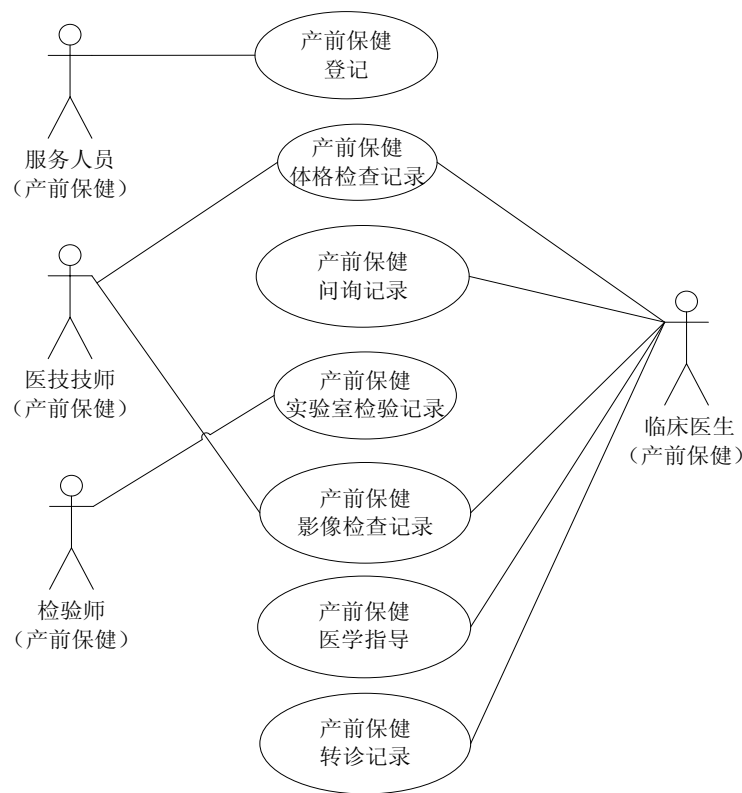 产前保健
登记
服务人员
（产前保健）
产前保健
体格检查记录
产前保健
问询记录
医技技师
（产前保健）
产前保健
实验室检验记录
临床医生
（产前保健）
产前保健
影像检查记录
检验师
（产前保健）
产前保健
医学指导
产前保健
转诊记录